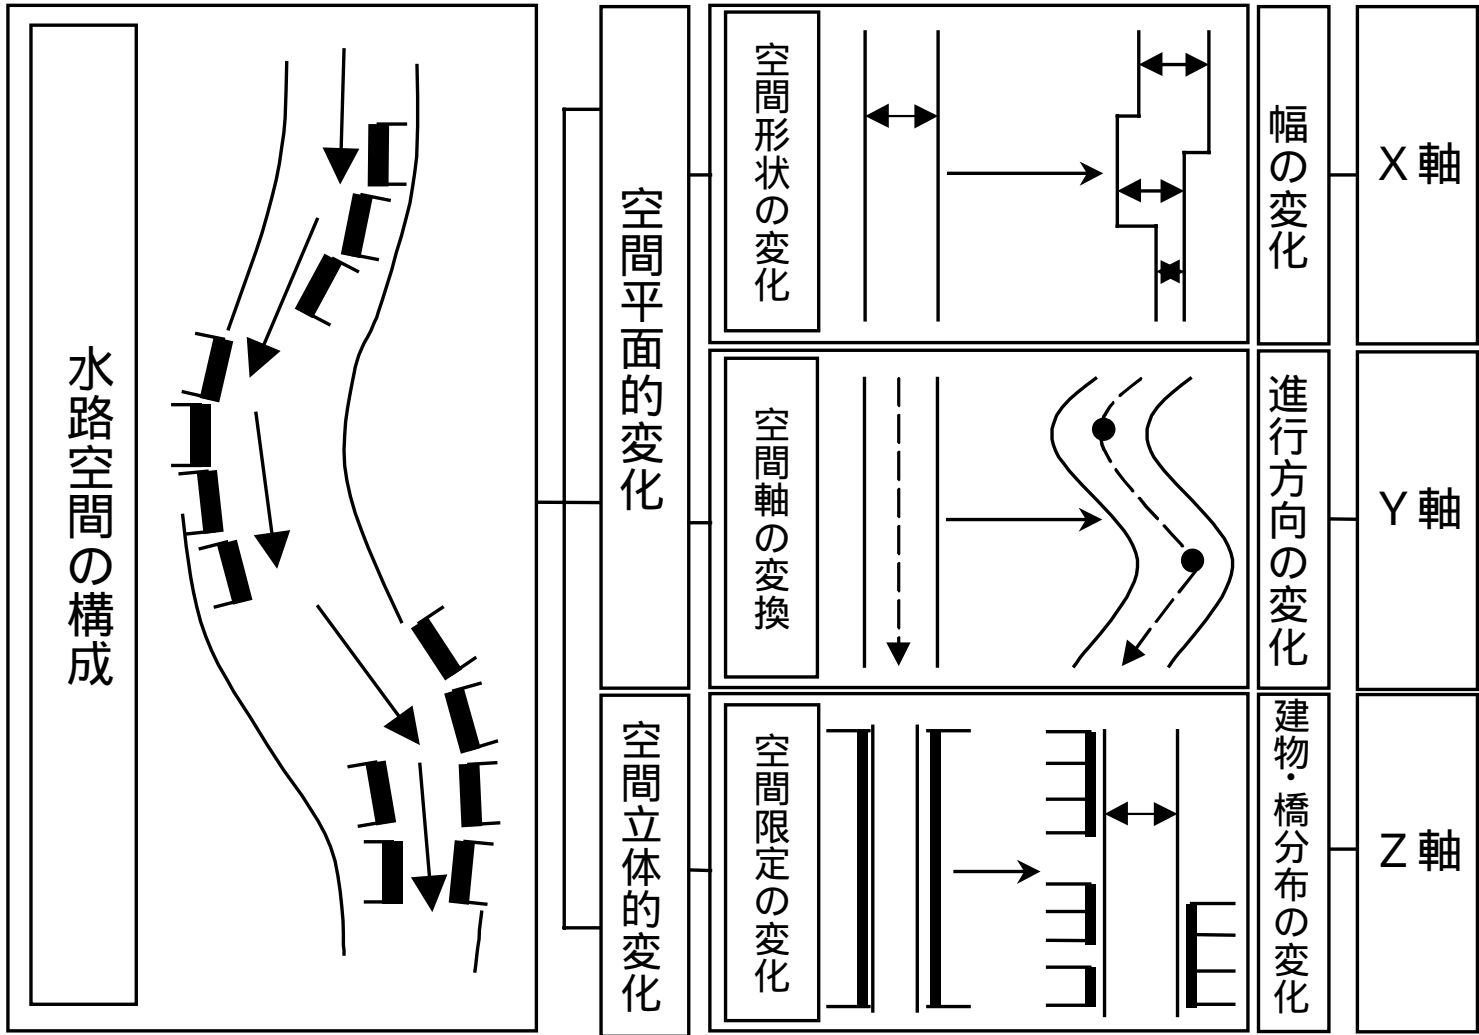 水路空間の構成
空間平面的変化
空間形状の変化
幅の変化
X軸
空間軸の変換
進行方向の変化
Y軸
空間立体的変化
空間限定の変化
建物・橋分布の変化
Z軸